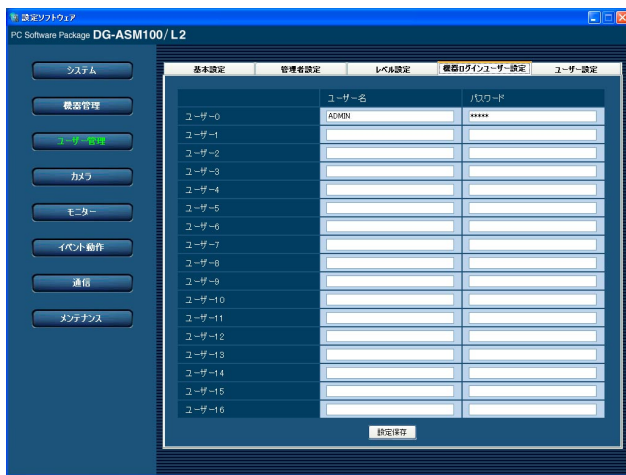 設定ソフトウェア
PC Software Package DG-ASM100/L2
システム
機器管理
ユーザー管理
カメラ
モニター
イベント動作
通信
メンテナンス
基本設定
管理者設定
レベル設定
機器ログインユーザー設定
ユーザー設定
ユーザー名 パスワード
ユーザー0 ADMIN *****
ユーザー1
ユーザー2
ユーザー3
ユーザー4
ユーザー5
ユーザー6
ユーザー7
ユーザー8
ユーザー9
ユーザー10
ユーザー11
ユーザー12
ユーザー13
ユーザー14
ユーザー15
ユーザー16
設定保存